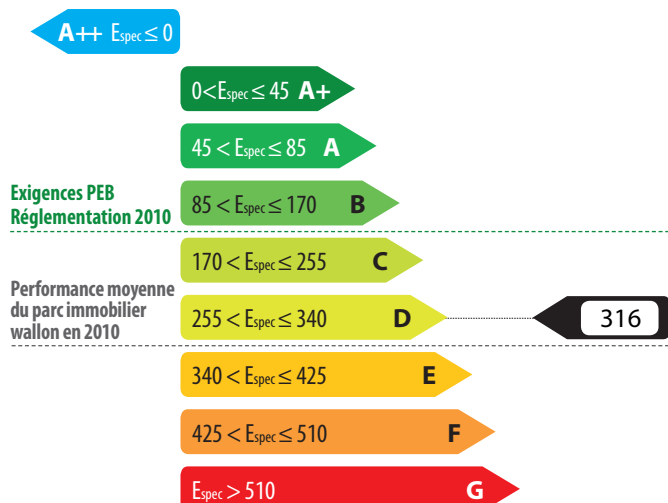 A++ Espec ≤ 0
0<Espec ≤ 45 A+
45 < Espec ≤ 85 A
Exigences PEB
Réglementation 2010
85 < Espec ≤ 170 B
170 < Espec ≤ 255 C
Performance moyenne
du parc immobilier
wallon en 2010
255 < Espec ≤ 340 D
316
340 < Espec ≤ 425 E
425 < Espec ≤ 510 F
Espec > 510 G